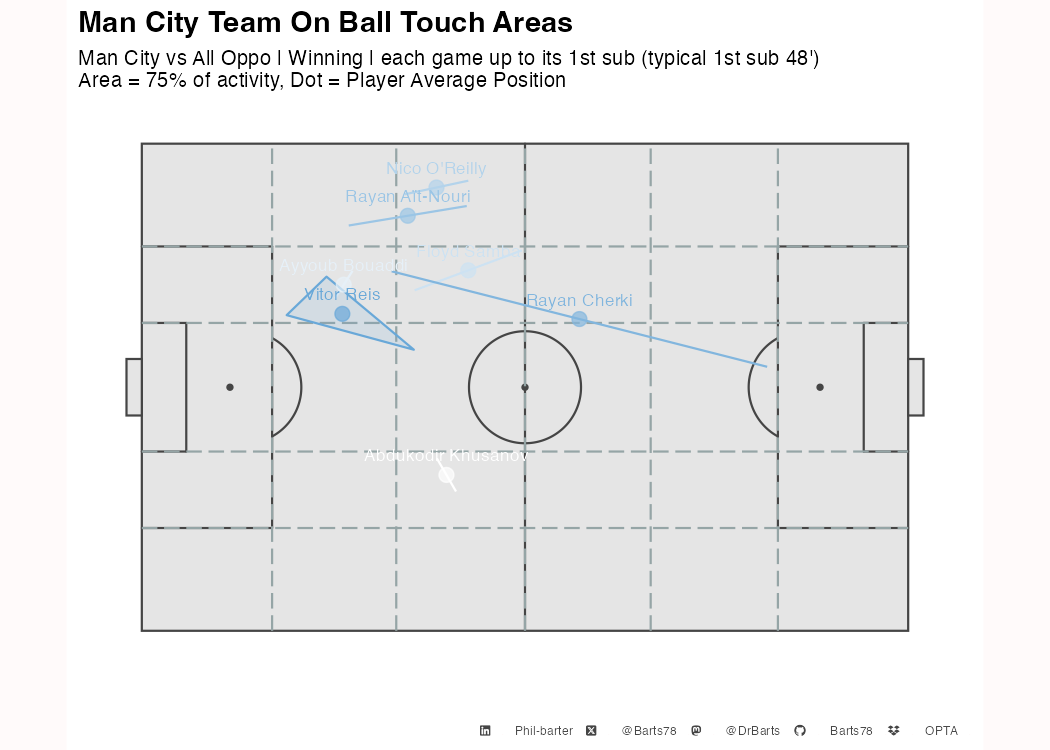 Man City Team On Ball Touch Areas
Man City vs All Oppo | Winning | each game up to its 1st sub (typical 1st sub 48')
Area = 75% of activity, Dot = Player Average Position
Nico O'Reilly
Rayan Aït-Nouri
Ayyoub
Vitor Reis
Rayan Cherki
Abdukodir Khusanov
Phil-barter @Barts78 @DrBarts Barts78 OPTA